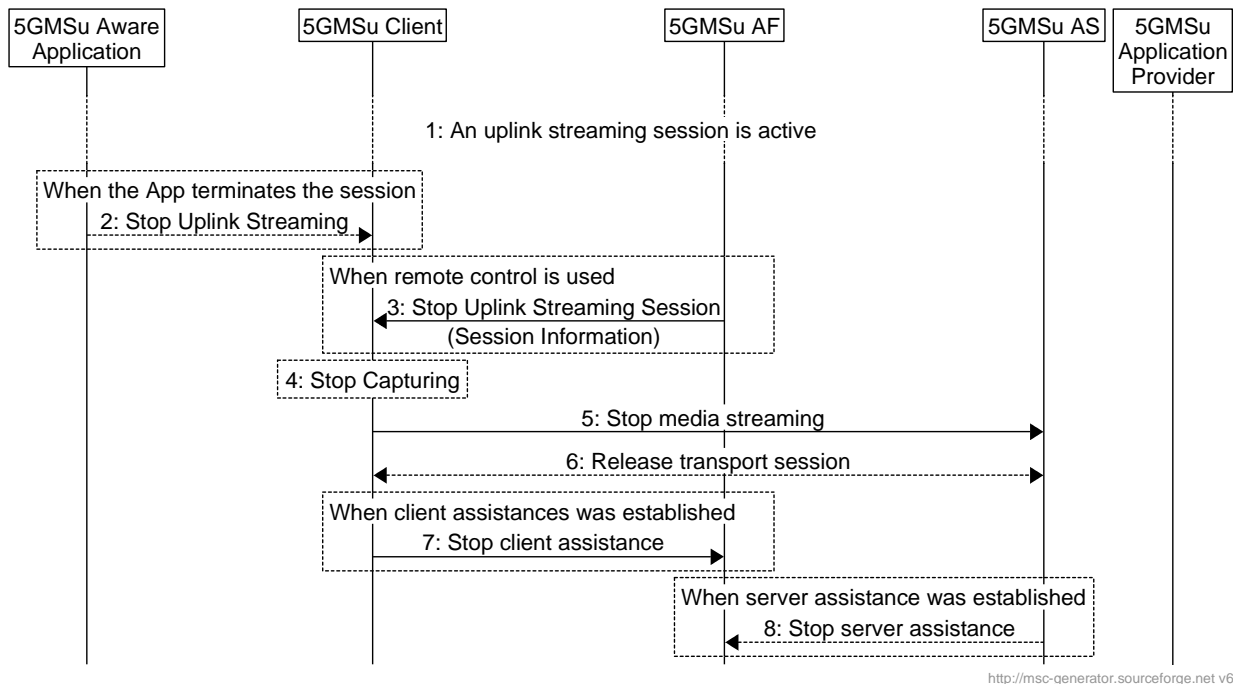 5GMSu Aware
Application
5GMSu Client
5GMSu AF
5GMSu AS
5GMSu
Application
Provider
1: An uplink streaming session is active
When the App terminates the session
2: Stop Uplink Streaming
When remote control is used
3: Stop Uplink Streaming Session
(Session Information)
4: Stop Capturing
5: Stop media streaming
6: Release transport session
When client assistances was established
7: Stop client assistance
When server assistance was established
8: Stop server assistance
http://msc-generator.sourceforge.net v6